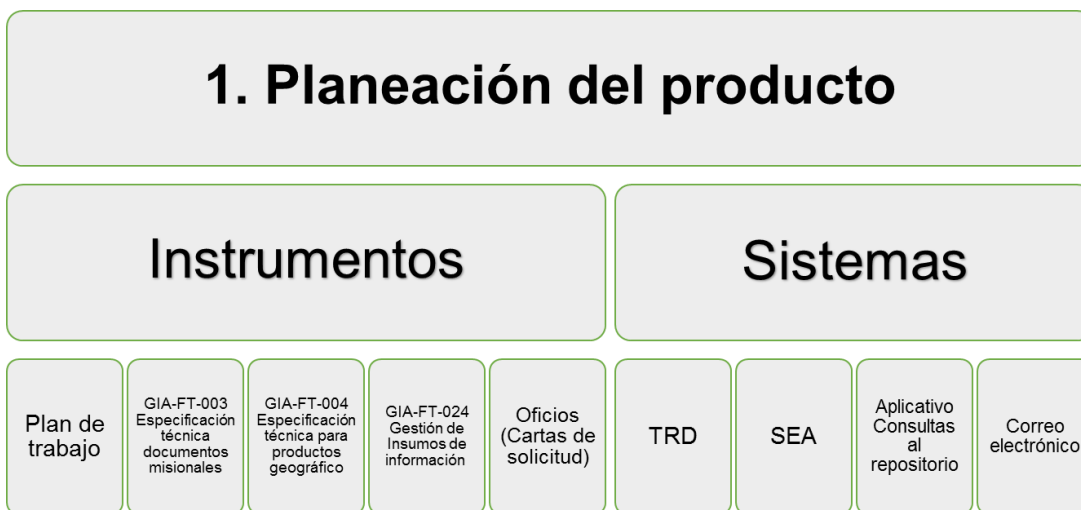 1. Planeación del producto
Instrumentos
Sistemas
Plan de
trabajo
GIA-FT-003
Especificación
técnica
documentos
misionales
GIA-FT-004
Especificación
técnica para
productos
geográfico
GIA-FT-024
Gestión de
Insumos de
información
Oficios
(Cartas de
solicitud)
TRD
SEA
Aplicativo
Consultas
al
repositorio
Correo
electrónico